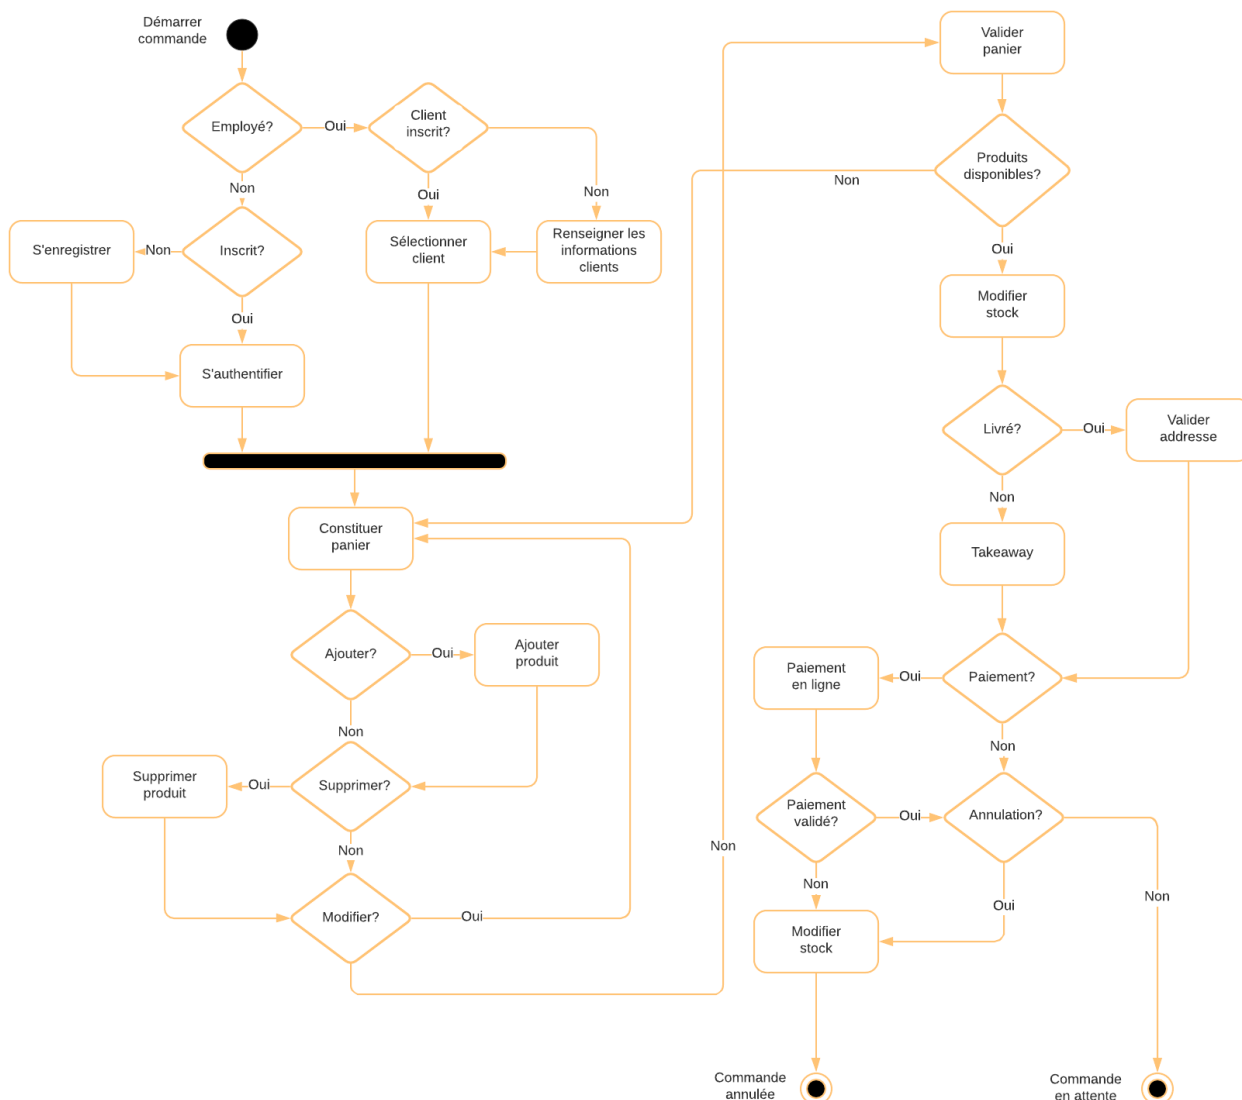 Démarrer
commande
Employé?
Oui
Client
inscrit?
Non
Oui
Non
S'enregistrer
Non
Inscrit?
Sélectionner
client
Renseigner les
informations
clients
Oui
S'authentifier
Constituer
panier
Ajouter?
Oui
Ajouter
produit
Non
Supprimer
produit
Oui
Supprimer?
Non
Modifier?
Oui
Non
Valider
panier
Produits
disponibles?
Non
Oui
Modifier
stock
Livré?
Oui
Valider
addresse
Non
Takeaway
Paiement
en ligne
Oui
Paiement?
Non
Paiement
validé?
Oui
Annulation?
Non
Oui
Non
Modifier
stock
Commande
annulée
Commande
en attente